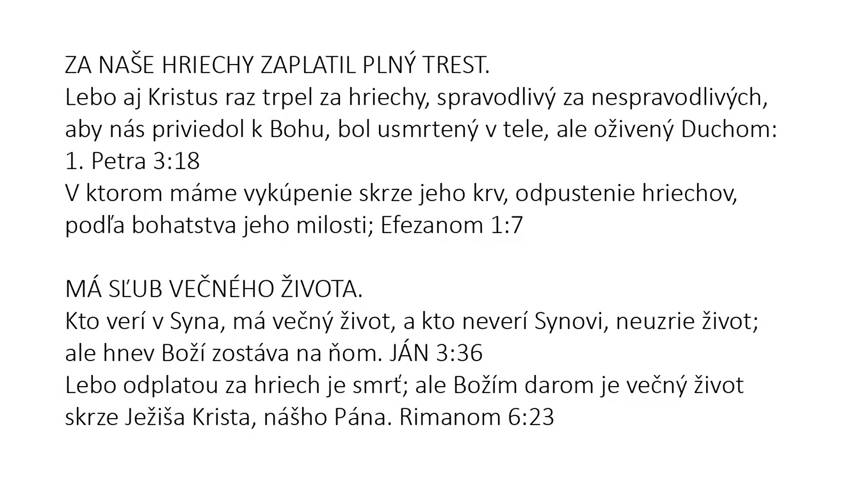 ZA NAŠE HRIECHY ZAPLATIL PLNÝ TREST.
Lebo aj Kristus raz trpel za hriechy, spravodlivý za nespravodlivých,
aby nás priviedol k Bohu, bol usmrtený v tele, ale oživený Duchom:
1. Petra 3:18
V ktorom máme vykúpenie skrze jeho krv, odpustenie hriechov,
podľa bohatstva jeho milosti; Efezanom 1:7
MÁ SĽUB VEČNÉHO ŽIVOTA.
Kto verí v Syna, má večný život, a kto neverí Synovi, neuzrie život;
ale hnev Boží zostáva na ňom. JÁN 3:36
Lebo odplatou za hriech je smrť; ale Božím darom je večný život
skrze Ježiša Krista, nášho Pána. Rimanom 6:23